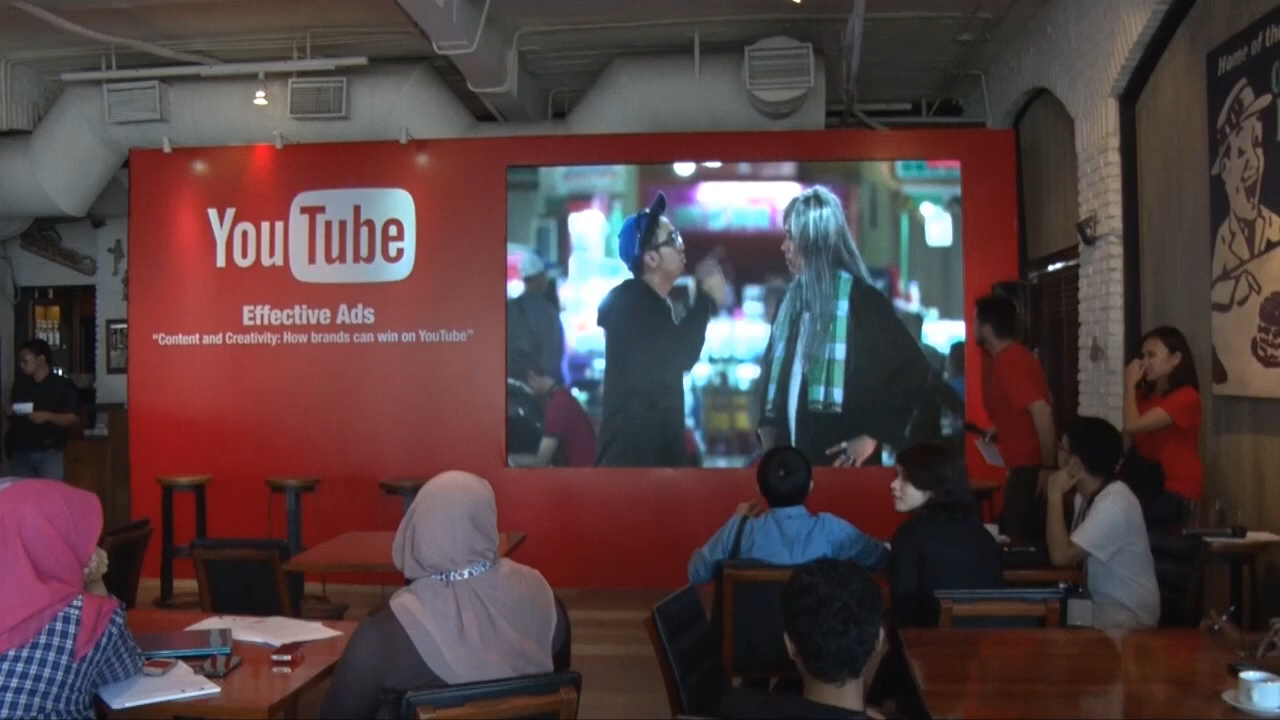 YouTube
Effective Ads
"Content and Creativity: How brands can win on YouTube"
Home of the